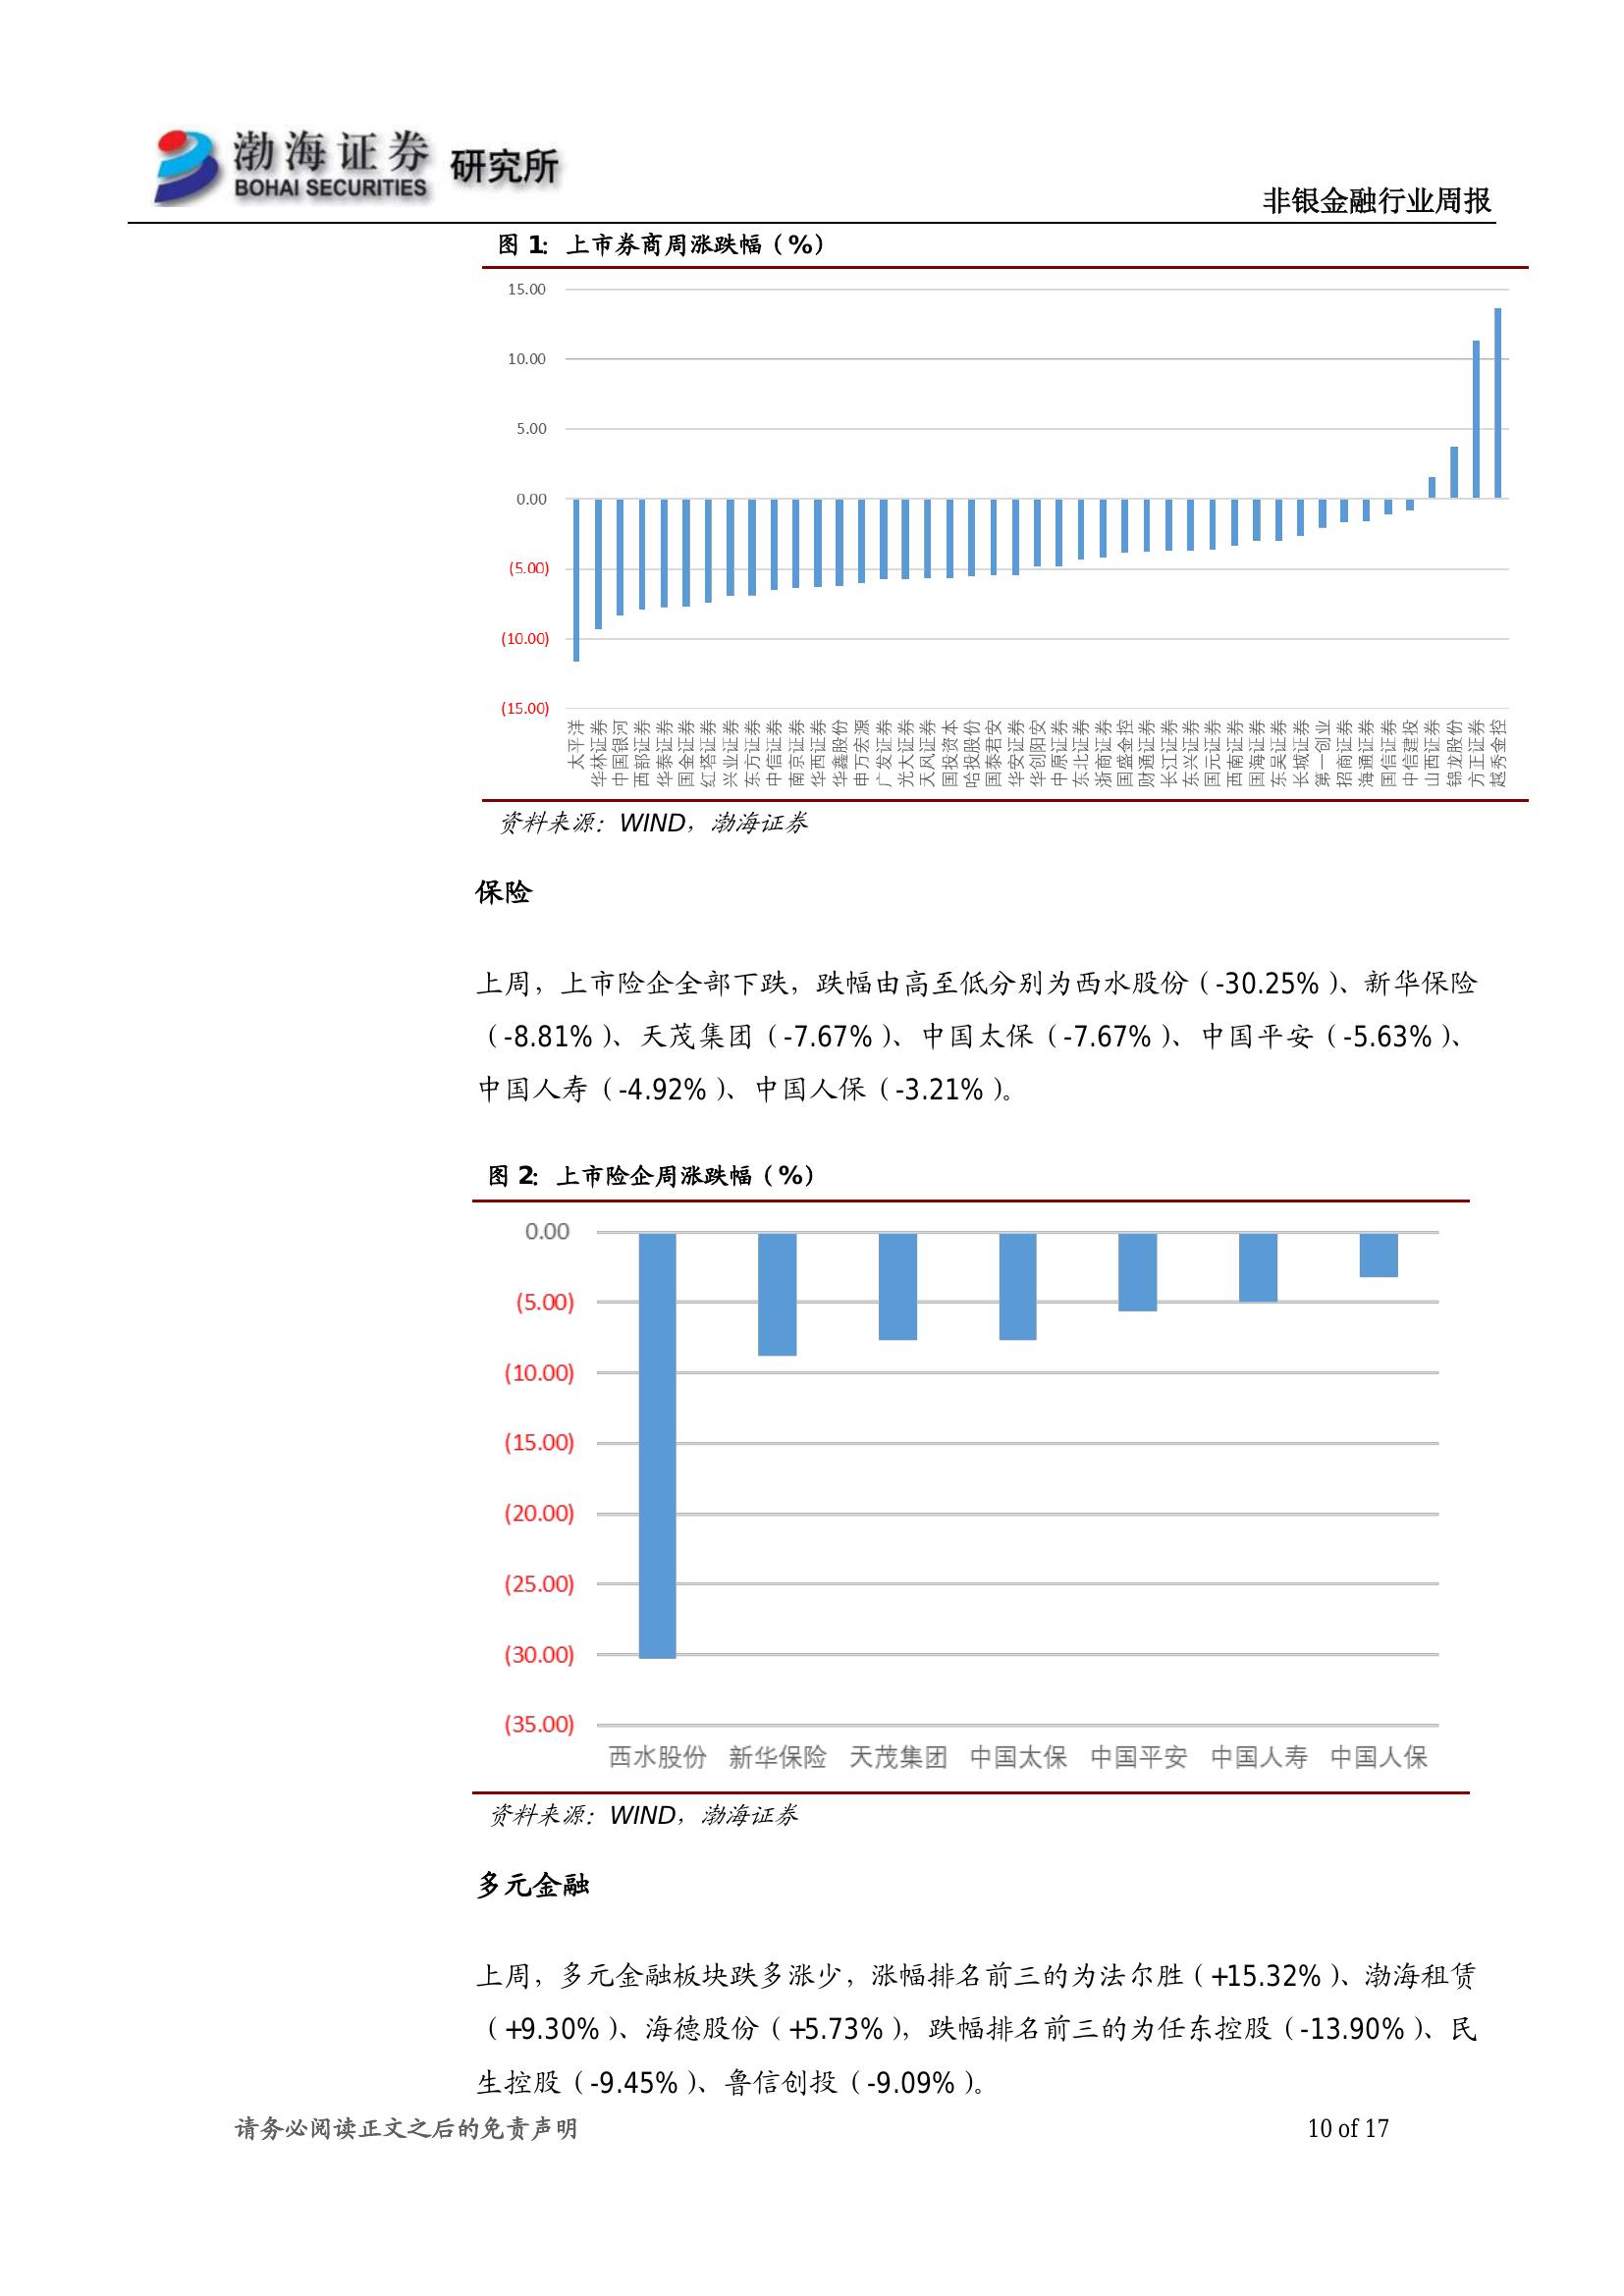 渤海证券 研究所
BOHAI SECURITIES
非银金融行业周报
图 1：上市券商周涨跌幅（%）
15.00
10.00
5.00
0.00
(5.00)
(10.00)
(15.00)
太平洋
华林证券
中国银河
西部证券
华泰证券
国金证券
红塔证券
兴业证券
东方证券
中信证券
南京证券
华西证券
华鑫股份
申万宏源
广发证券
光大证券
天风证券
国投资本
哈投股份
国泰君安
华安证券
华创阳安
中原证券
东北证券
浙商证券
国盛金控
财通证券
长江证券
东兴证券
国元证券
西南证券
国海证券
东吴证券
长城证券
第一创业
招商证券
海通证券
国信证券
中信建投
山西证券
锦龙股份
方正证券
越秀金控
资料来源：WIND，渤海证券
保险
上周，上市险企全部下跌，跌幅由高至低分别为西水股份（-30.25%）、新华保险
（-8.81%）、天茂集团（-7.67%）、中国太保（-7.67%）、中国平安（-5.63%）、
中国人寿（-4.92%）、中国人保（-3.21%）。
图 2：上市险企周涨跌幅（%）
0.00
(5.00)
(10.00)
(15.00)
(20.00)
(25.00)
(30.00)
(35.00)
西水股份 新华保险 天茂集团 中国太保 中国平安 中国人寿 中国人保
资料来源：WIND，渤海证券
多元金融
上周，多元金融板块跌多涨少，涨幅排名前三的为法尔胜（+15.32%）、渤海租赁
（+9.30%）、海德股份（+5.73%），跌幅排名前三的为任东控股（-13.90%）、民
生控股（-9.45%）、鲁信创投（-9.09%）。
请务必阅读正文之后的免责声明 10 of 17